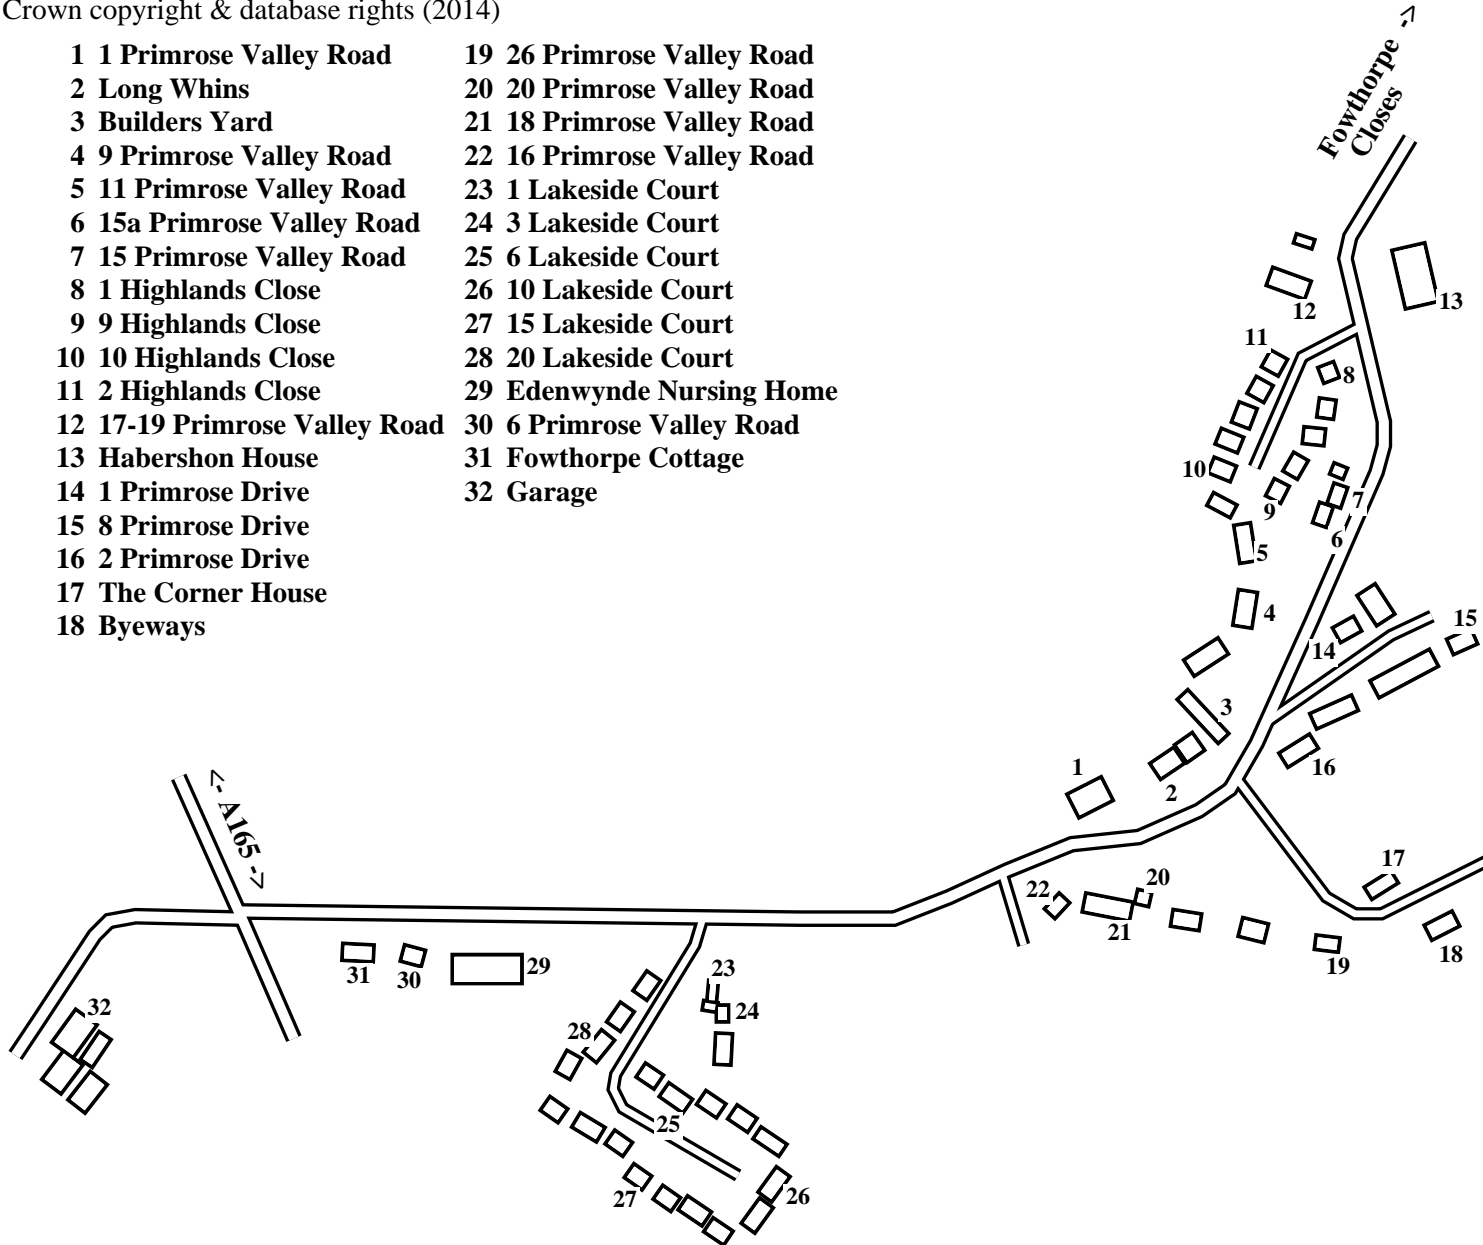 Crown copyright & database rights (2014)
1 1 Primrose Valley Road
2 Long Whins
3 Builders Yard
4 9 Primrose Valley Road
5 11 Primrose Valley Road
6 15a Primrose Valley Road
7 15 Primrose Valley Road
8 1 Highlands Close
9 9 Highlands Close
10 10 Highlands Close
11 2 Highlands Close
12 17-19 Primrose Valley Road
13 Habershon House
14 1 Primrose Drive
15 8 Primrose Drive
16 2 Primrose Drive
17 The Corner House
18 Byeways
19 26 Primrose Valley Road
20 20 Primrose Valley Road
21 18 Primrose Valley Road
22 16 Primrose Valley Road
23 1 Lakeside Court
24 3 Lakeside Court
25 6 Lakeside Court
26 10 Lakeside Court
27 15 Lakeside Court
28 20 Lakeside Court
29 Edenwynde Nursing Home
30 6 Primrose Valley Road
31 Fowthorpe Cottage
32 Garage
Fowthorpe ->
Closes
12
13
11
8
10
9
7
6
5
4
14
15
3
16
1
2
<- A165 ->
17
22
20
21
19
18
31
30
29
23
24
32
28
25
27
26